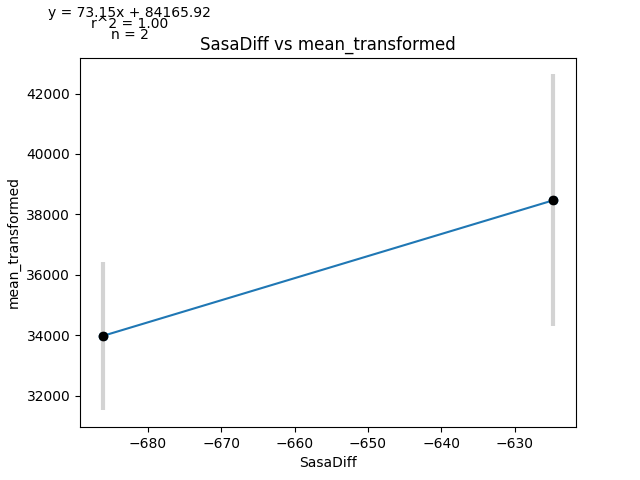 y = 73.15x + 84165.92
r^2 = 1.00
n = 2
SasaDiff vs mean_transformed
42000
40000
38000
36000
34000
32000
mean_transformed
−680
−670
−660
−650
−640
−630
SasaDiff